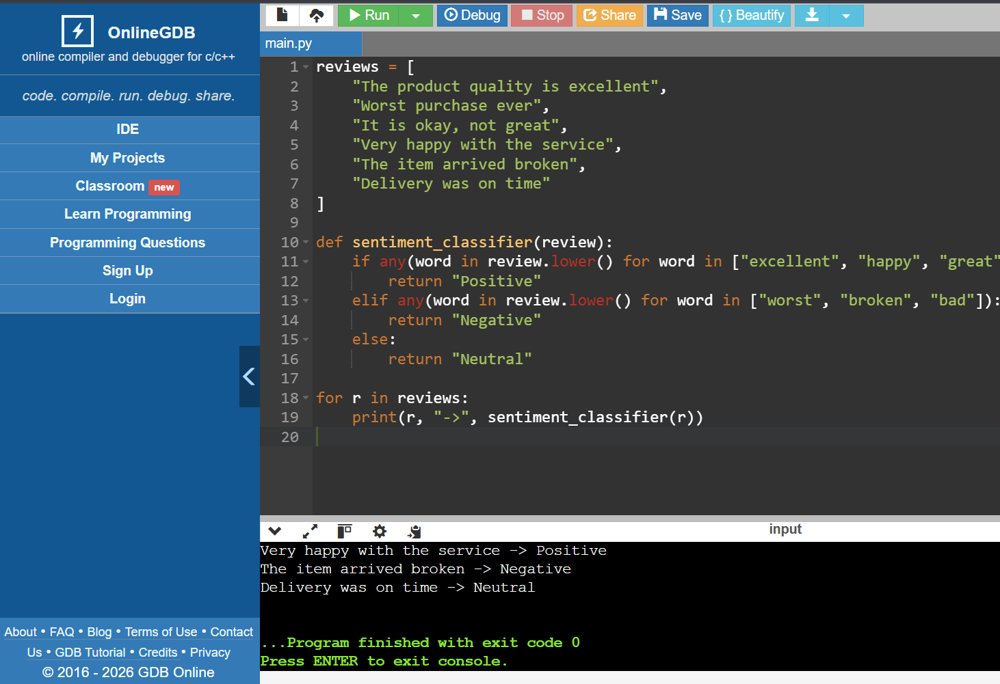 OnlineGDB
online compiler and debugger for c/c++
code. compile. run. debug. share.
IDE
My Projects
Classroom new
Learn Programming
Programming Questions
Sign Up
Login
About • FAQ • Blog • Terms of Use • Contact
Us • GDB Tutorial • Credits • Privacy
© 2016 - 2026 GDB Online
Run Debug Stop Share Save { } Beautify
main.py
1 reviews = [
2     "The product quality is excellent",
3     "Worst purchase ever",
4     "It is okay, not great",
5     "Very happy with the service",
6     "The item arrived broken",
7     "Delivery was on time"
8 ]
9
10 def sentiment_classifier(review):
11     if any(word in review.lower() for word in ["excellent", "happy", "great"
12         return "Positive"
13     elif any(word in review.lower() for word in ["worst", "broken", "bad"]):
14         return "Negative"
15     else:
16         return "Neutral"
17
18 for r in reviews:
19     print(r, "->", sentiment_classifier(r))
20
input
Very happy with the service -> Positive
The item arrived broken -> Negative
Delivery was on time -> Neutral
...Program finished with exit code 0
Press ENTER to exit console.